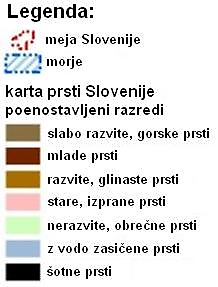 Legenda:
meja Slovenije
morje
karta prsti Slovenije
poenostavljeni razredi
slabo razvite, gorske prsti
mlade prsti
razvite, glinaste prsti
stare, izprane prsti
nerazvite, obrečne prsti
z vodo zasičene prsti
šotne prsti